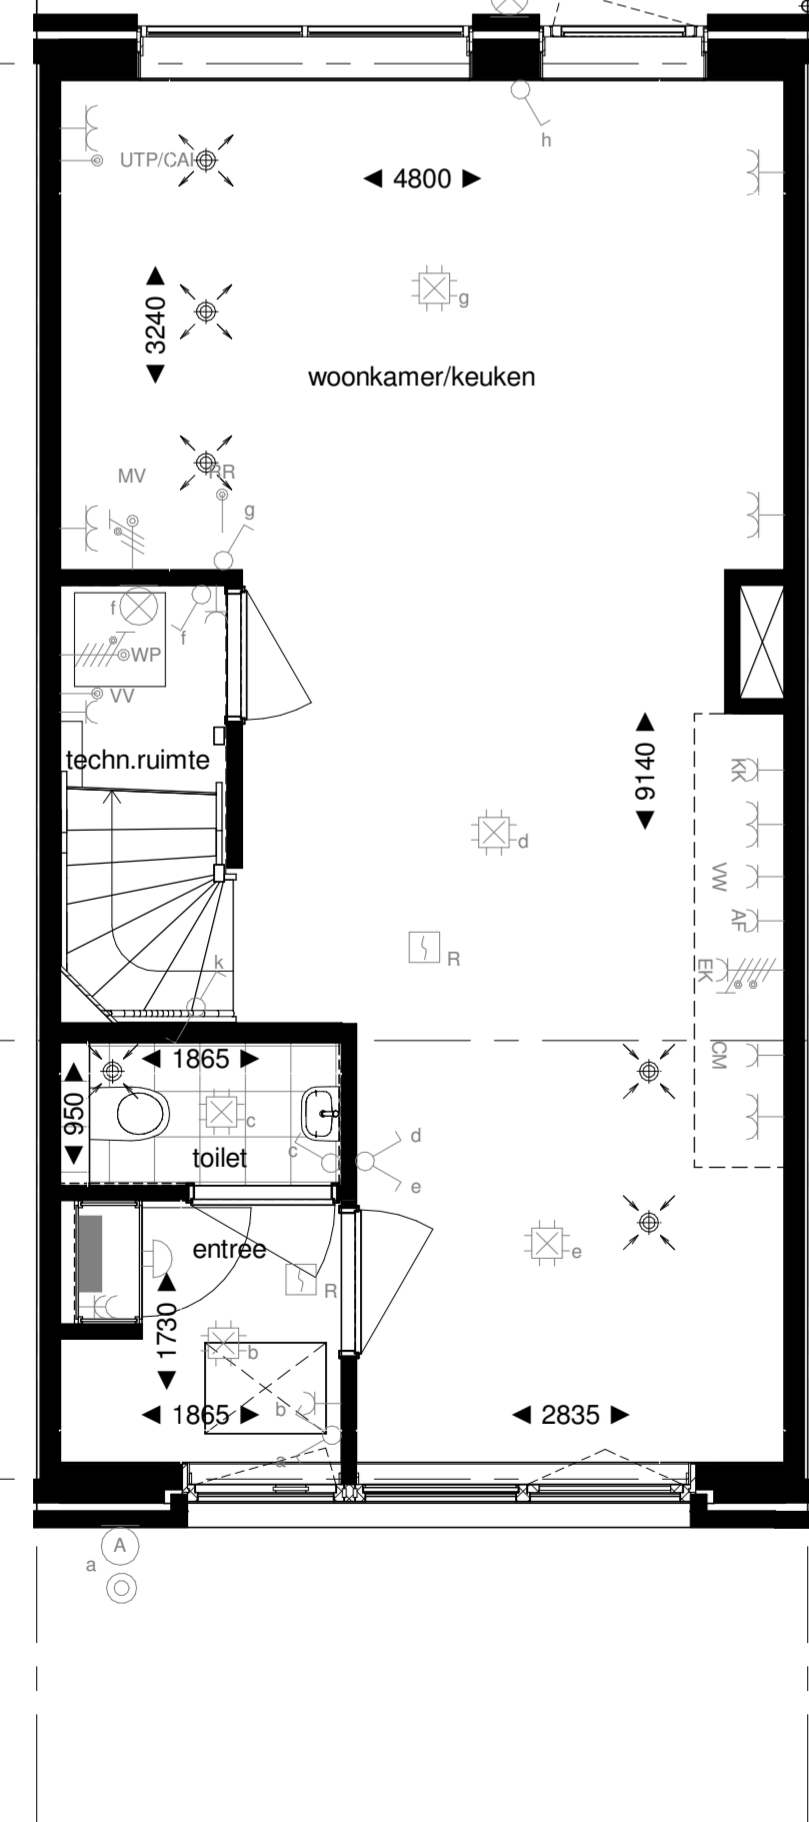 h
UTP/CAI
4800
3240
g
woonkamer/keuken
MV
RR
g
f
f
WP
VV
techn.ruimte
9140
KK
d
VW
AF
R
k
EK
1865
CM
950
c
d
c
toilet
e
entree
e
R
1730
b
b
1865
2835
a
A
a